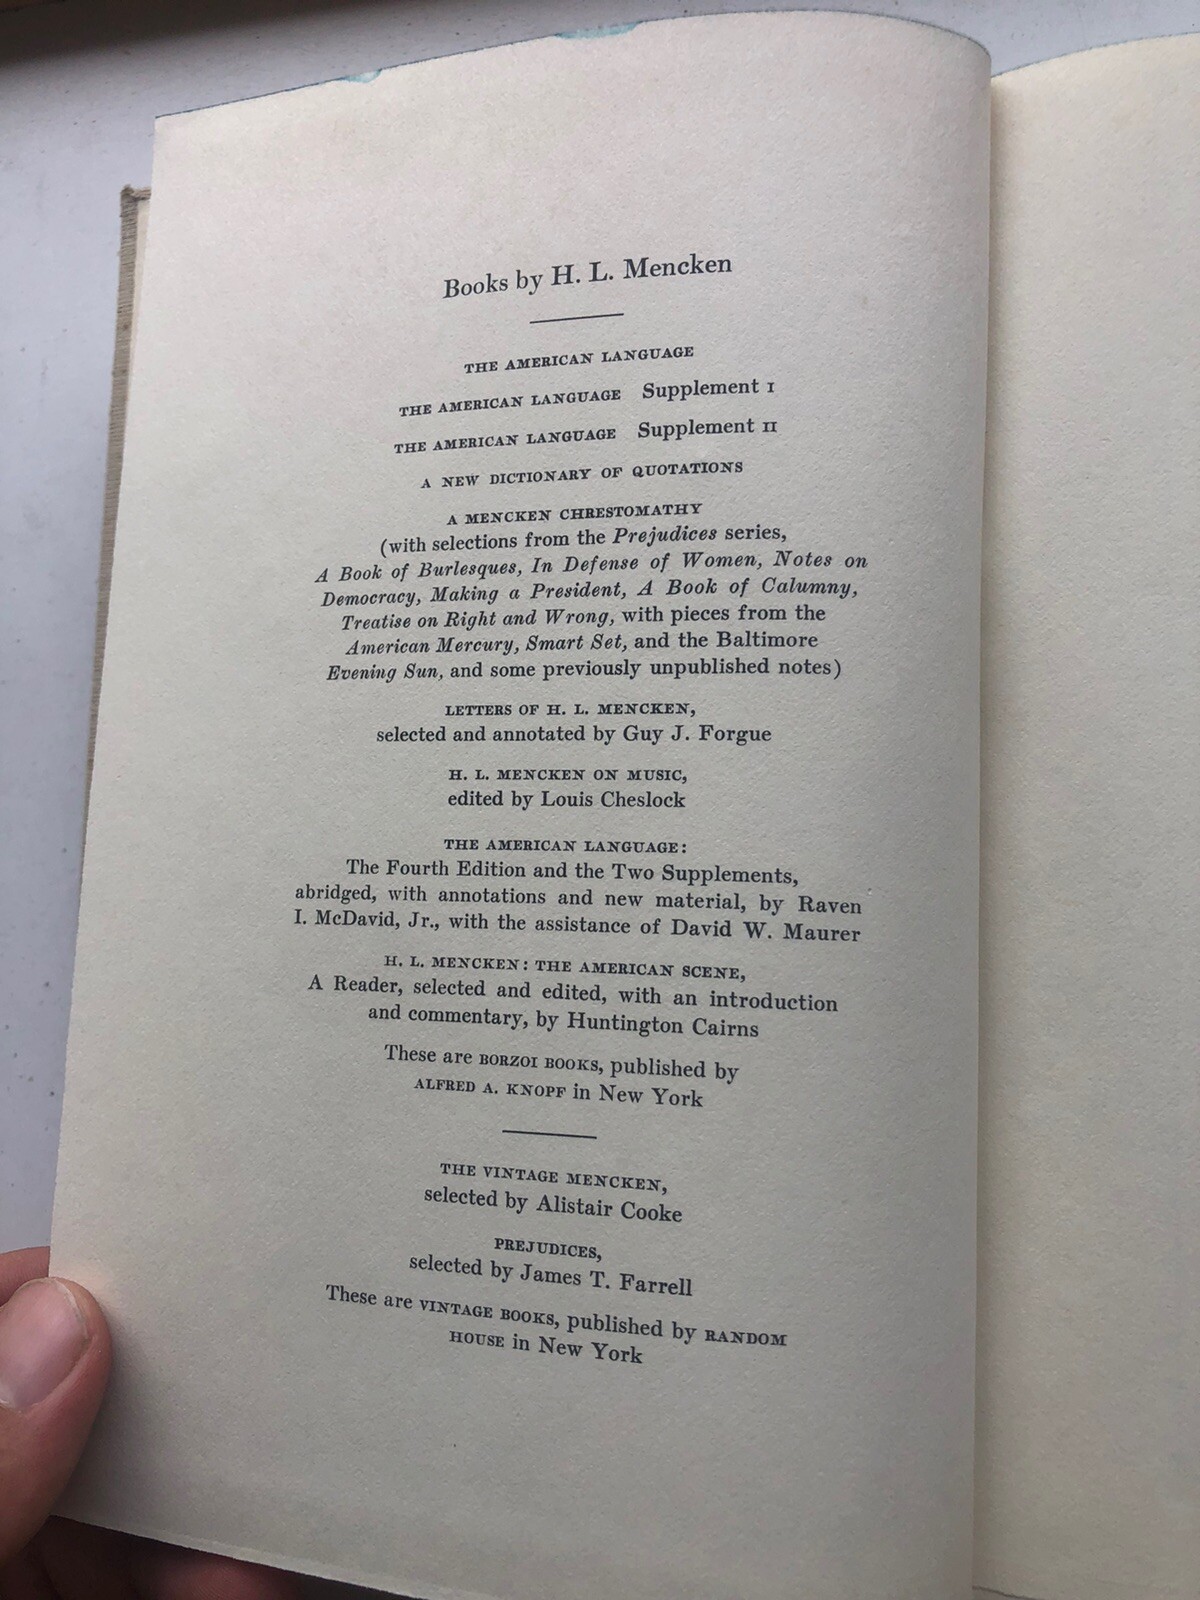 Books by H. L. Mencken
THE AMERICAN LANGUAGE
THE AMERICAN LANGUAGE Supplement I
THE AMERICAN LANGUAGE Supplement II
A NEW DICTIONARY OF QUOTATIONS
A MENCKEN CHRESTOMATHY
(with selections from the Prejudices series,
A Book of Burlesques, In Defense of Women, Notes on
Democracy, Making a President, A Book of Calumny,
Treatise on Right and Wrong, with pieces from the
American Mercury, Smart Set, and the Baltimore
Evening Sun, and some previously unpublished notes)
LETTERS OF H. L. MENCKEN,
selected and annotated by Guy J. Forgue
H. L. MENCKEN ON MUSIC,
edited by Louis Cheslock
THE AMERICAN LANGUAGE:
The Fourth Edition and the Two Supplements,
abridged, with annotations and new material, by Raven
I. McDavid, Jr., with the assistance of David W. Maurer
H. L. MENCKEN: THE AMERICAN SCENE,
A Reader, selected and edited, with an introduction
and commentary, by Huntington Cairns
These are BORZOI BOOKS, published by
ALFRED A. KNOPF in New York
THE VINTAGE MENCKEN,
selected by Alistair Cooke
PREJUDICES,
selected by James T. Farrell
These are VINTAGE BOOKS, published by RANDOM
HOUSE in New York